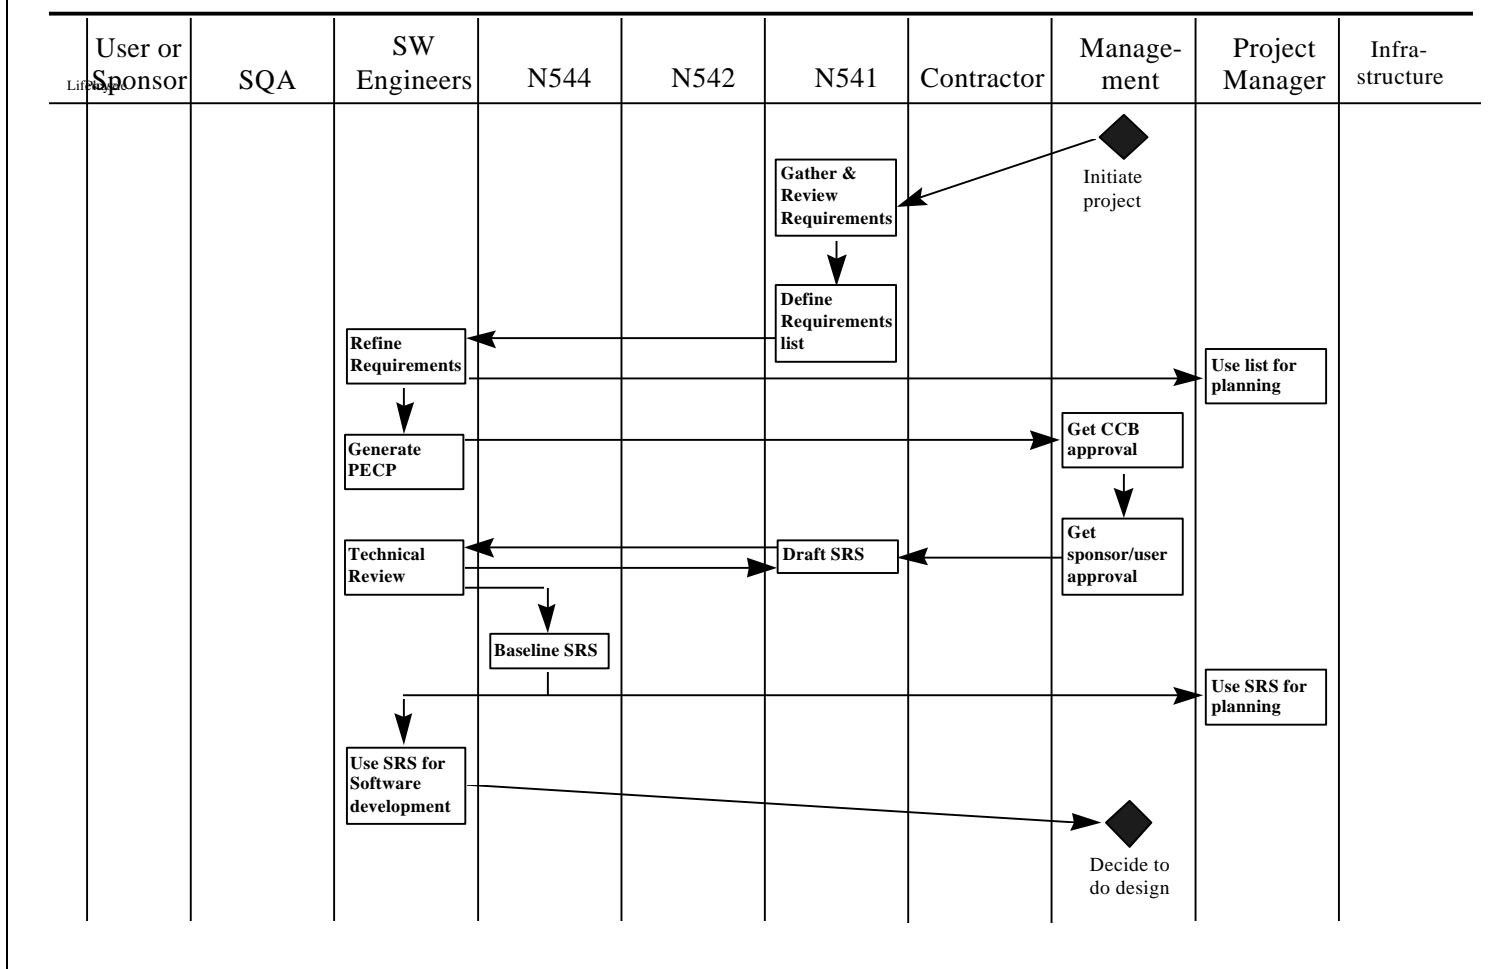 User or
Sponsor
SQA
SW
Engineers
N544
N542
N541
Contractor
Manage-
ment
Project
Manager
Infra-
structure
Initiate
project
Gather &
Review
Requirements
Define
Requirements
list
Refine
Requirements
Use list for
planning
Generate
PECP
Get CCB
approval
Technical
Review
Draft SRS
Get
sponsor/user
approval
Baseline SRS
Use SRS for
planning
Use SRS for
Software
development
Decide to
do design